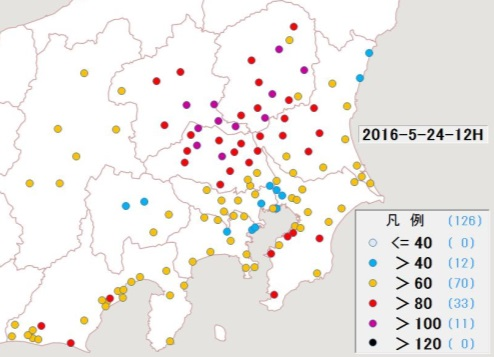 2016-5-24-12H
凡 例 (126)
<= 40 ( 0)
> 40 (12)
> 60 (70)
> 80 (33)
> 100 (11)
> 120 ( 0)